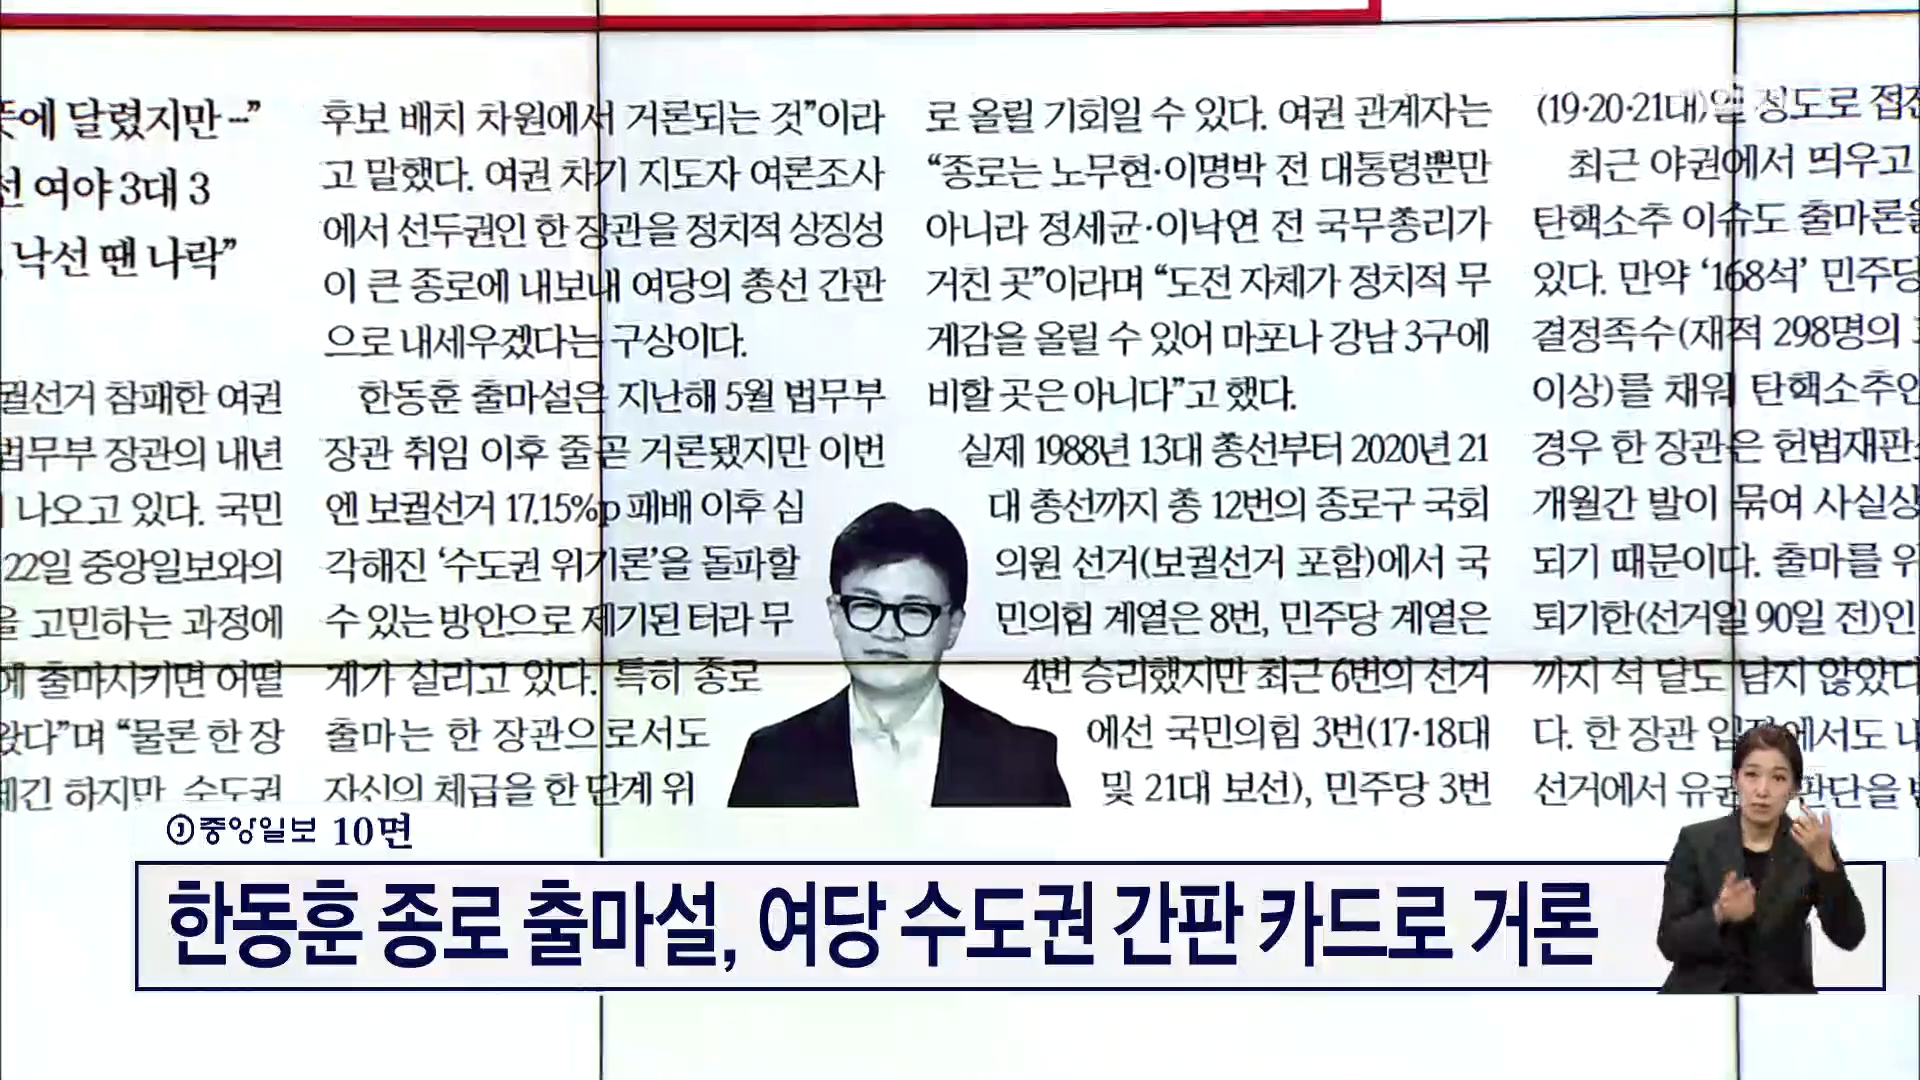 에 달렸지만…”
여야 3대 3
낙선 땐 나락”
궐선거 참패한 여권
법무부 장관의 내년
나오고 있다. 국민
22일 중앙일보와의
을 고민하는 과정에
에 출마시키면 어떨
왔다”며 “물론 한 장
하지만, 수도권
후보 배치 차원에서 거론되는 것”이라
고 말했다. 여권 차기 지도자 여론조사
에서 선두권인 한 장관을 정치적 상징성
이 큰 종로에 내보내 여당의 총선 간판
으로 내세우겠다는 구상이다.
한동훈 출마설은 지난해 5월 법무부
장관 취임 이후 줄곧 거론됐지만 이번
엔 보궐선거 17.15%p 패배 이후 심
각해진 ‘수도권 위기론’을 돌파할
수 있는 방안으로 제기된 터라 무
게가 실리고 있다. 특히 종로
출마는 한 장관으로서도
자신의 체급을 한 단계 위
로 올릴 기회일 수 있다. 여권 관계자는
“종로는 노무현·이명박 전 대통령뿐만
아니라 정세균·이낙연 전 국무총리가
거친 곳”이라며 “도전 자체가 정치적 무
게감을 올릴 수 있어 마포나 강남 3구에
비할 곳은 아니다”고 했다.
실제 1988년 13대 총선부터 2020년 21
대 총선까지 총 12번의 종로구 국회
의원 선거(보궐선거 포함)에서 국
민의힘 계열은 8번, 민주당 계열은
4번 승리했지만 최근 6번의 선거
에선 국민의힘 3번(17·18대
및 21대 보선), 민주당 3번
(19·20·21대)일 정도로
최근 야권에서 띄우고
탄핵소추 이슈도 출마론을
있다. 만약 ‘168석’ 민주당
결정족수(재적 298명의
이상)를 채워 탄핵소추안
경우 한 장관은 헌법재판
개월간 발이 묶여 사실상
되기 때문이다. 출마를 위
퇴기한(선거일 90일 전)인
까지 석 달도 남지 않았다
다. 한 장관 입장에서도
선거에서 유권 판단을
중앙일보 10면
한동훈 종로 출마설, 여당 수도권 간판 카드로 거론